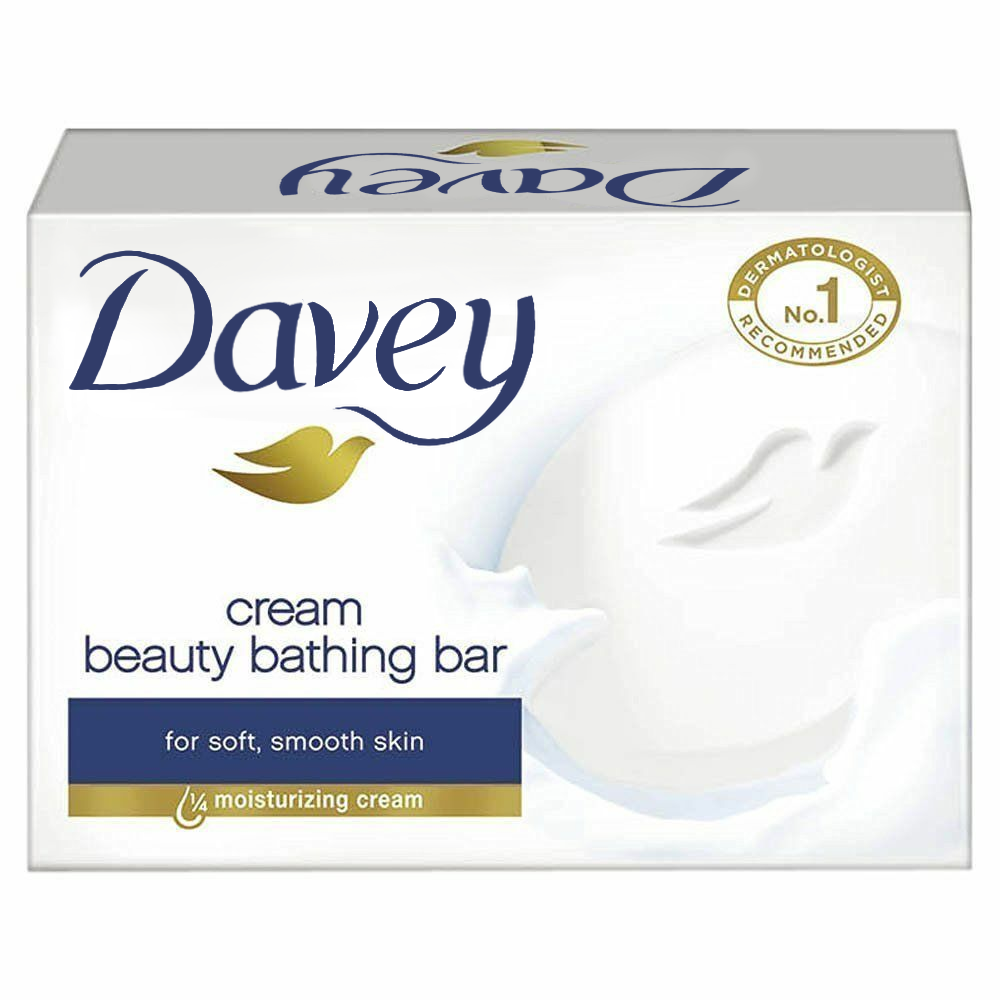 Davey
Davey
DERMATOLOGIST
No.1
RECOMMENDED
cream
beauty bathing bar
for soft, smooth skin
1/4 moisturizing cream